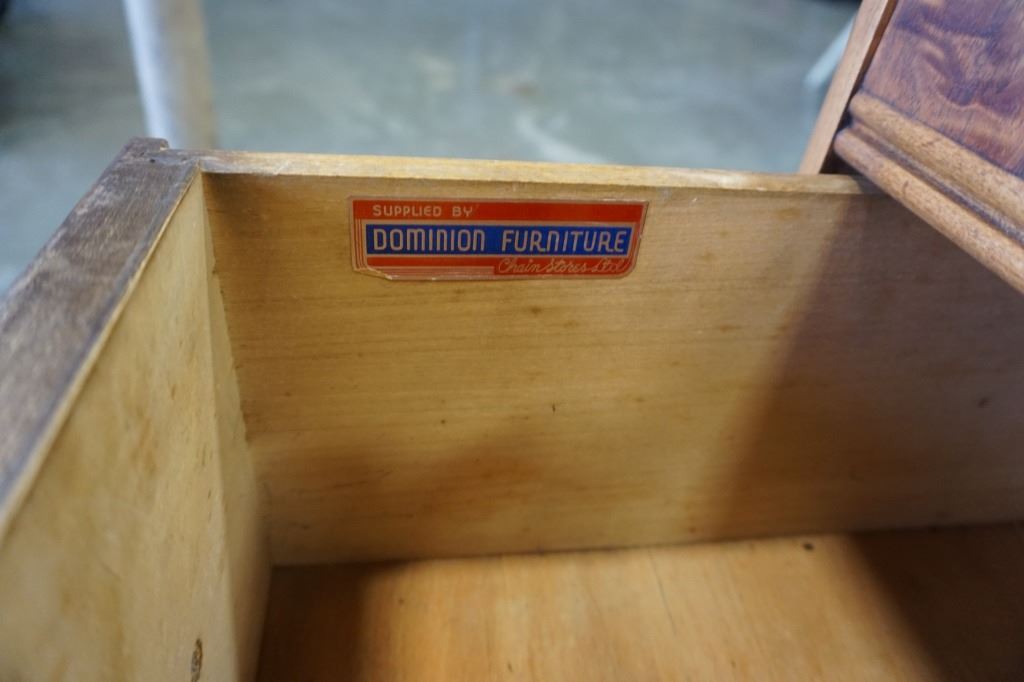 SUPPLIED BY
DOMINION FURNITURE
Chain Stores Ltd